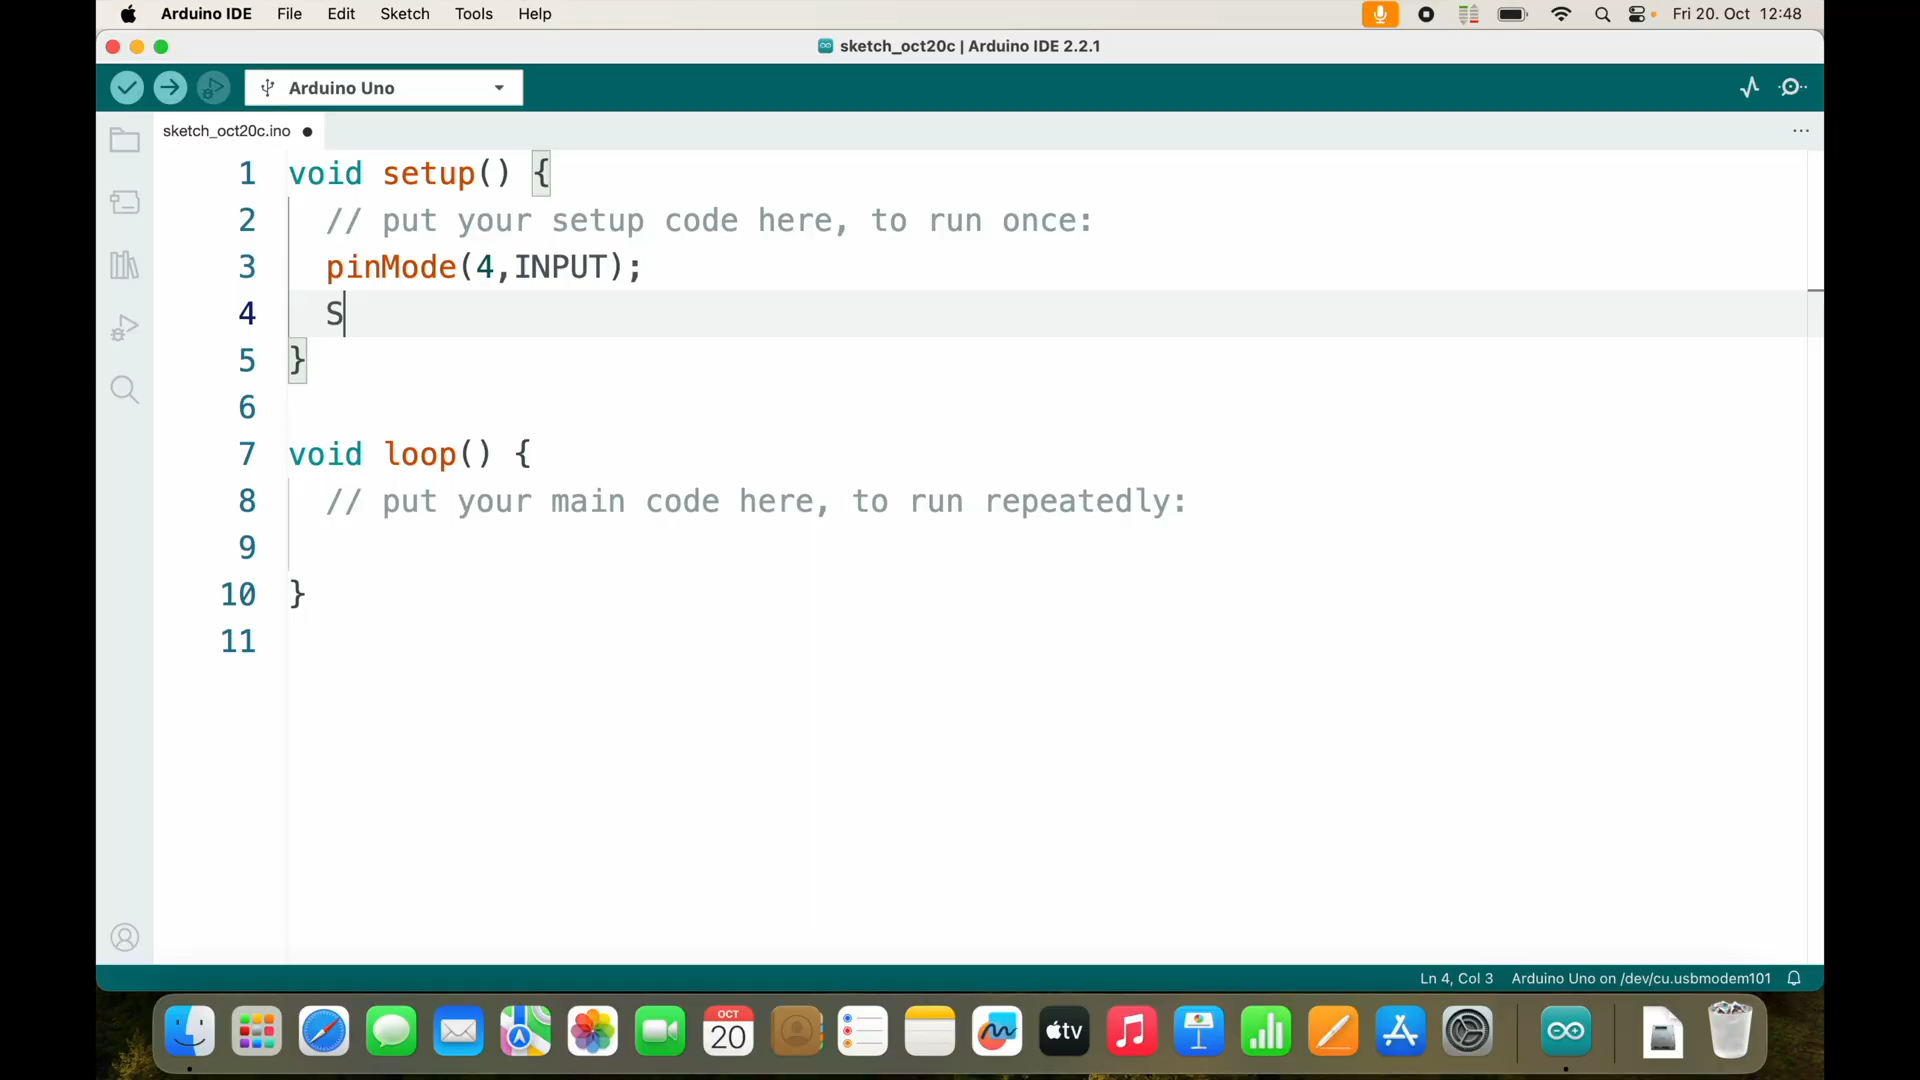 Arduino IDE File Edit Sketch Tools Help Fri 20. Oct 12:48
sketch_oct20c | Arduino IDE 2.2.1
Arduino Uno
sketch_oct20c.ino
1 void setup() {
2 // put your setup code here, to run once:
3 pinMode(4,INPUT);
4 S
5 }
6
7 void loop() {
8 // put your main code here, to run repeatedly:
9
10 }
11
Ln 4, Col 3 Arduino Uno on /dev/cu.usbmodem101
OCT
20
tv